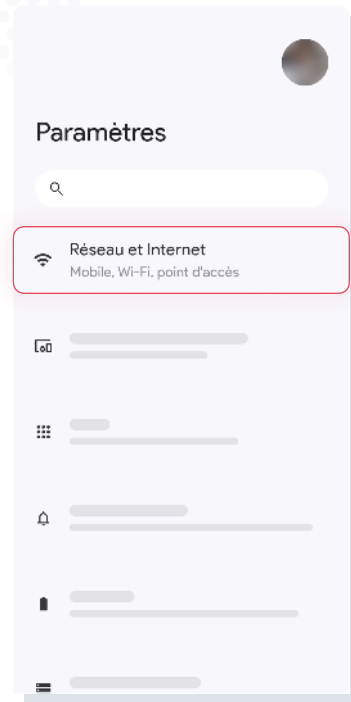 Paramètres
Réseau et Internet
Mobile, Wi-Fi, point d'accès